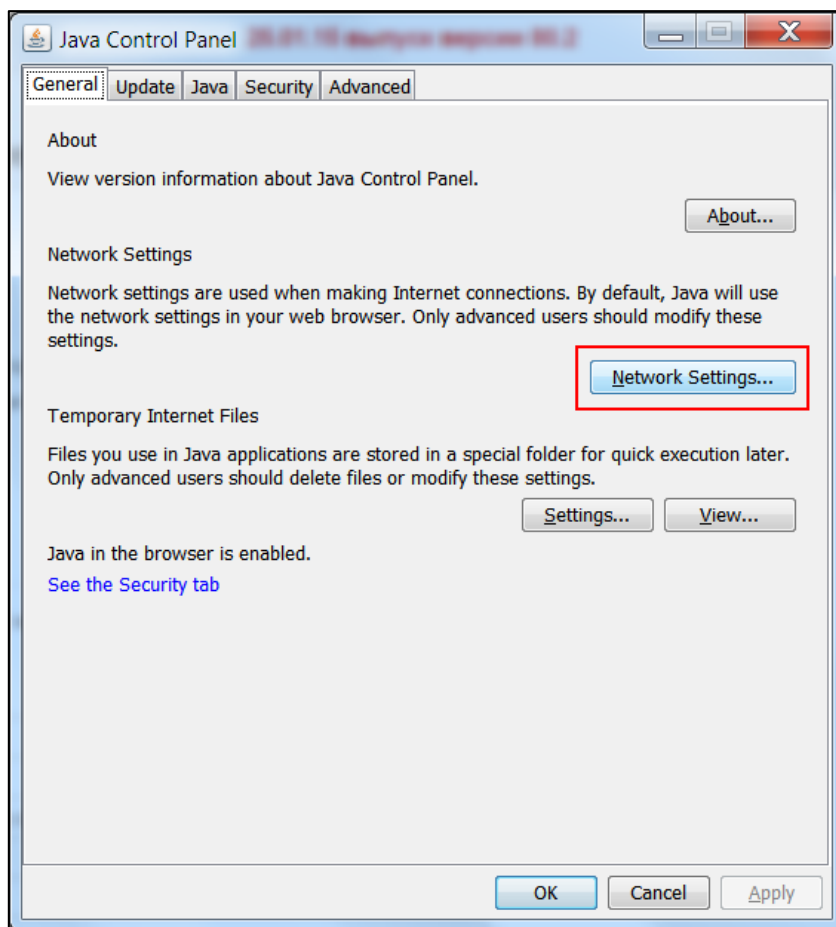 Java Control Panel
General Update Java Security Advanced
About
View version information about Java Control Panel.
About...
Network Settings
Network settings are used when making Internet connections. By default, Java will use
the network settings in your web browser. Only advanced users should modify these
settings.
Network Settings...
Temporary Internet Files
Files you use in Java applications are stored in a special folder for quick execution later.
Only advanced users should delete files or modify these settings.
Settings... View...
Java in the browser is enabled.
See the Security tab
OK Cancel Apply